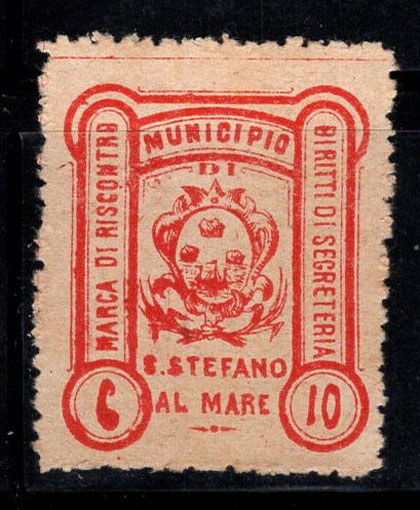 MUNICIPIO
DI
MARCA DI RISCONTRO
DIRITTI DI SEGRETERIA
S. STEFANO
AL MARE
C
10